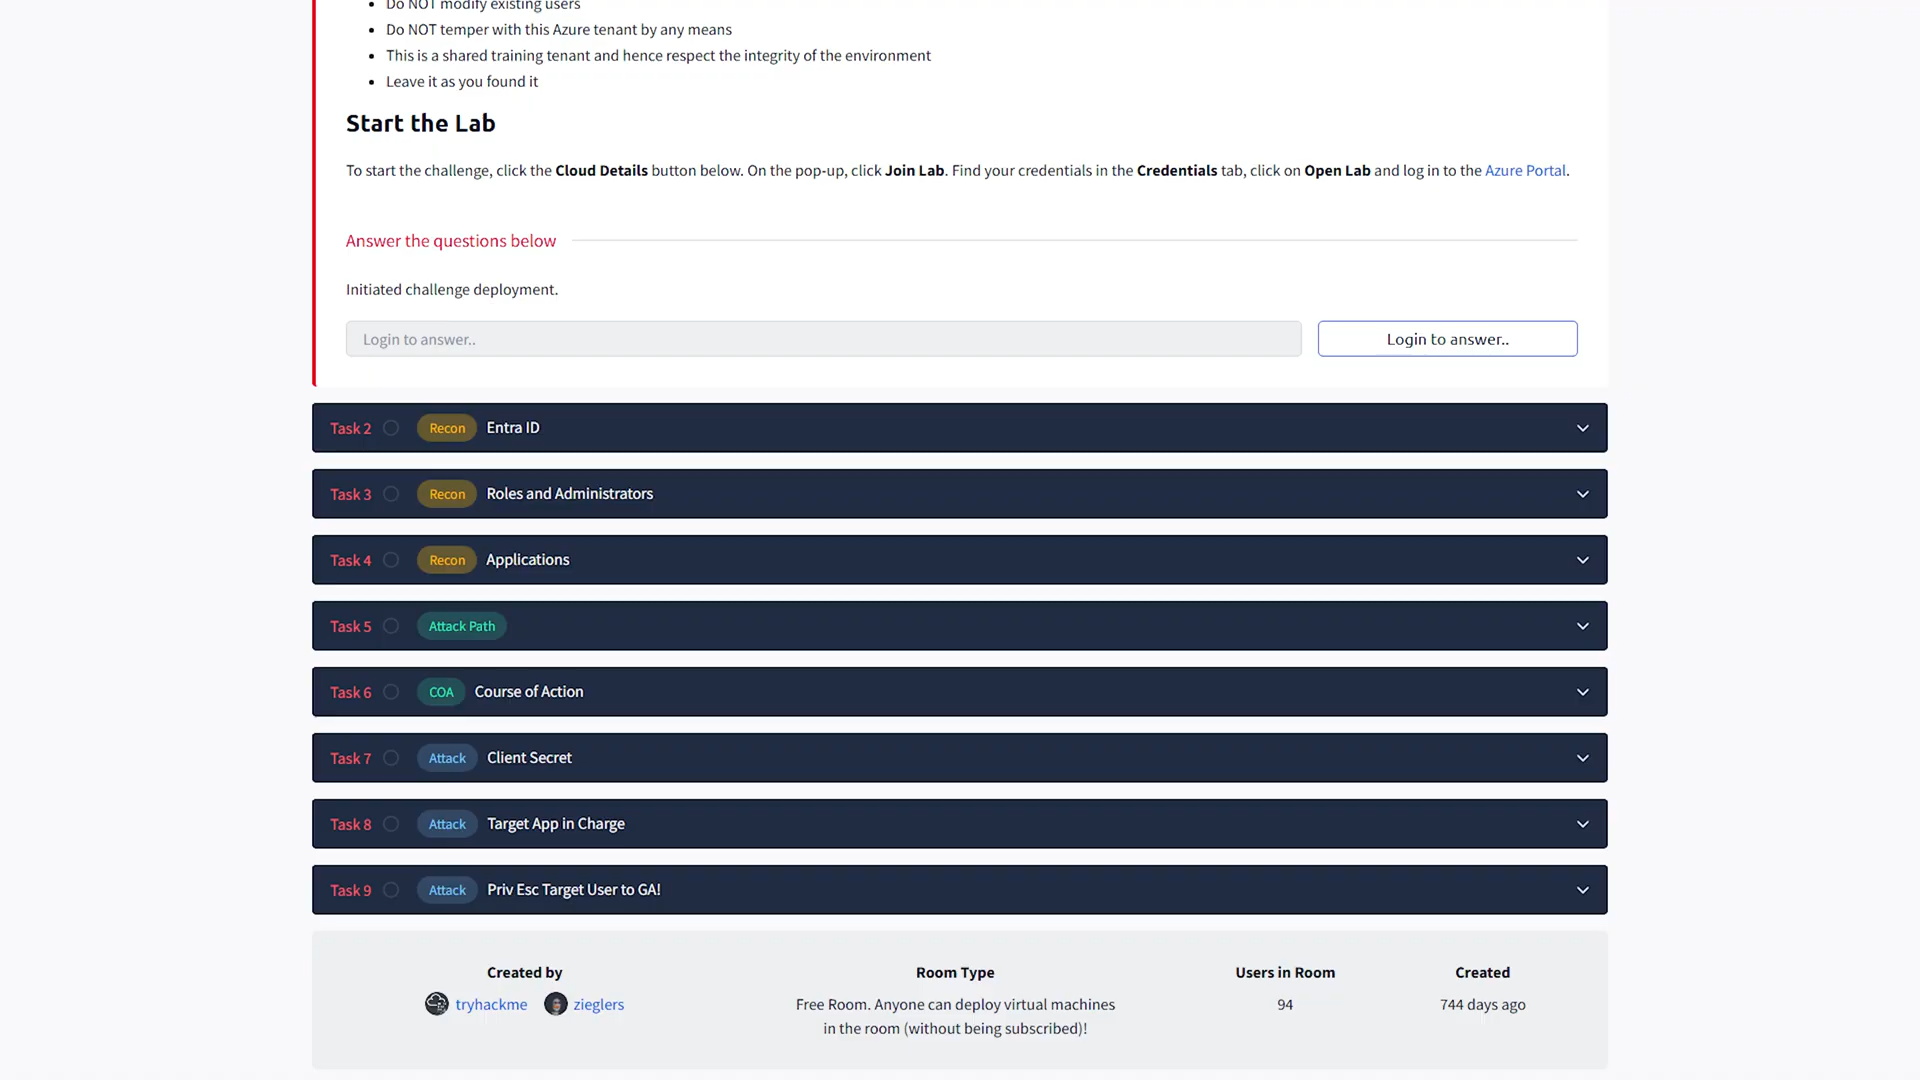 Do NOT modify existing users
Do NOT temper with this Azure tenant by any means
This is a shared training tenant and hence respect the integrity of the environment
Leave it as you found it
Start the Lab
To start the challenge, click the Cloud Details button below. On the pop-up, click Join Lab. Find your credentials in the Credentials tab, click on Open Lab and log in to the Azure Portal.
Answer the questions below
Initiated challenge deployment.
Login to answer.. Login to answer..
Task 2 Recon Entra ID
Task 3 Recon Roles and Administrators
Task 4 Recon Applications
Task 5 Attack Path
Task 6 COA Course of Action
Task 7 Attack Client Secret
Task 8 Attack Target App in Charge
Task 9 Attack Priv Esc Target User to GA!
Created by Room Type Users in Room Created
tryhackme zieglers Free Room. Anyone can deploy virtual machines 94 744 days ago
in the room (without being subscribed)!